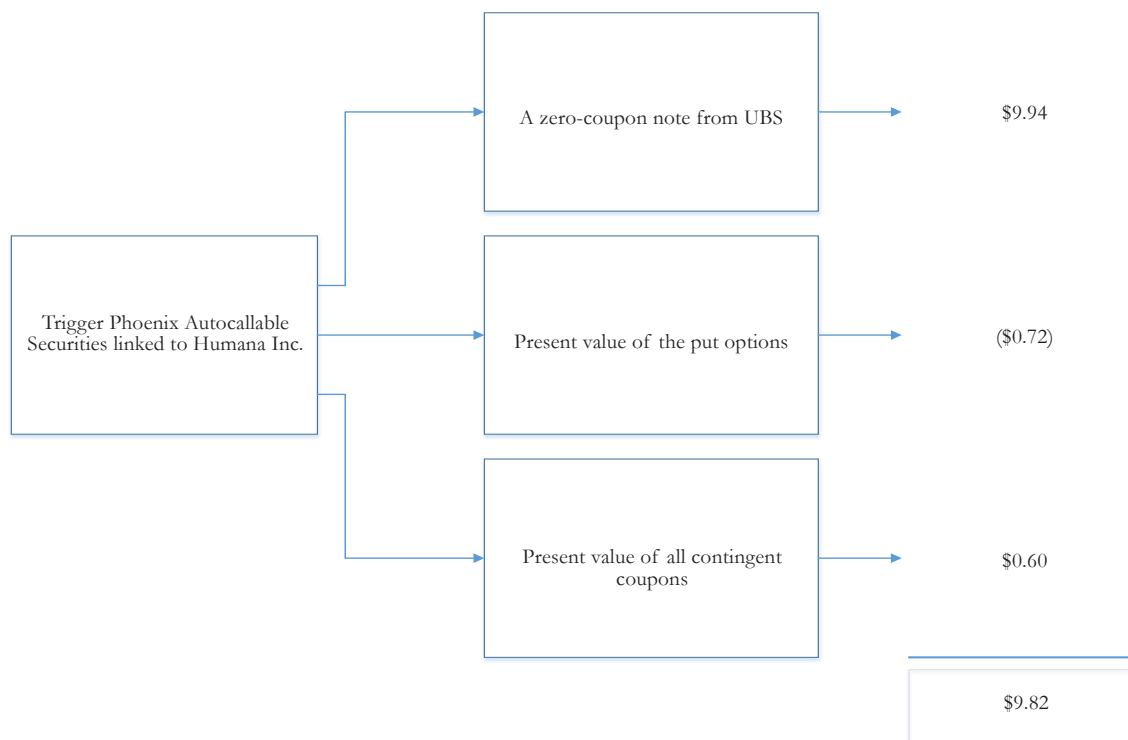 A zero-coupon note from UBS
$9.94
Trigger Phoenix Autocallable
Securities linked to Humana Inc.
Present value of the put options
($0.72)
Present value of all contingent
coupons
$0.60
$9.82